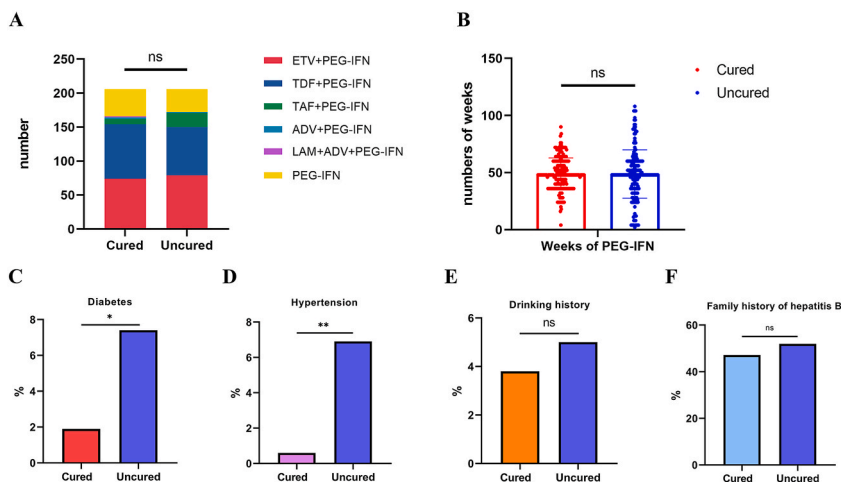 A
ns
number
250
200
150
100
50
0
Cured
Uncured
ETV+PEG-IFN
TDF+PEG-IFN
TAF+PEG-IFN
ADV+PEG-IFN
LAM+ADV+PEG-IFN
PEG-IFN
B
ns
numbers of weeks
150
100
50
0
Weeks of PEG-IFN
Cured
Uncured
C
Diabetes
*
%
8
6
4
2
0
Cured
Uncured
D
Hypertension
**
%
8
6
4
2
0
Cured
Uncured
E
Drinking history
ns
%
6
4
2
0
Cured
Uncured
F
Family history of hepatitis B
ns
%
60
40
20
0
Cured
Uncured